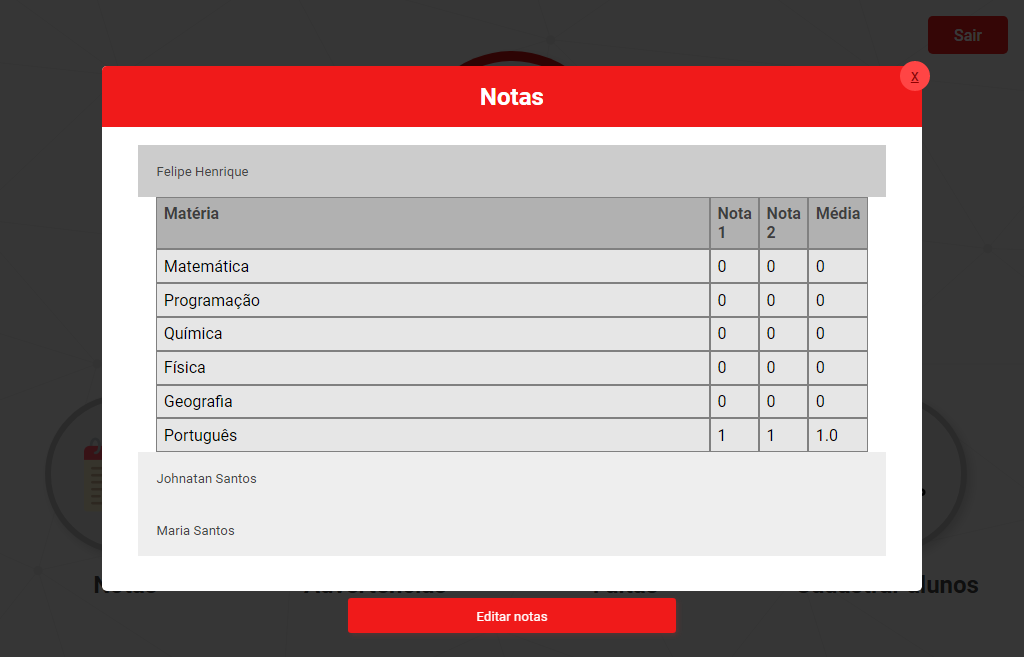 Sair
x
Notas
Felipe Henrique
Matéria Nota 1 Nota 2 Média
Matemática 0 0 0
Programação 0 0 0
Química 0 0 0
Física 0 0 0
Geografia 0 0 0
Português 1 1 1.0
Johnatan Santos
Maria Santos
Editar notas